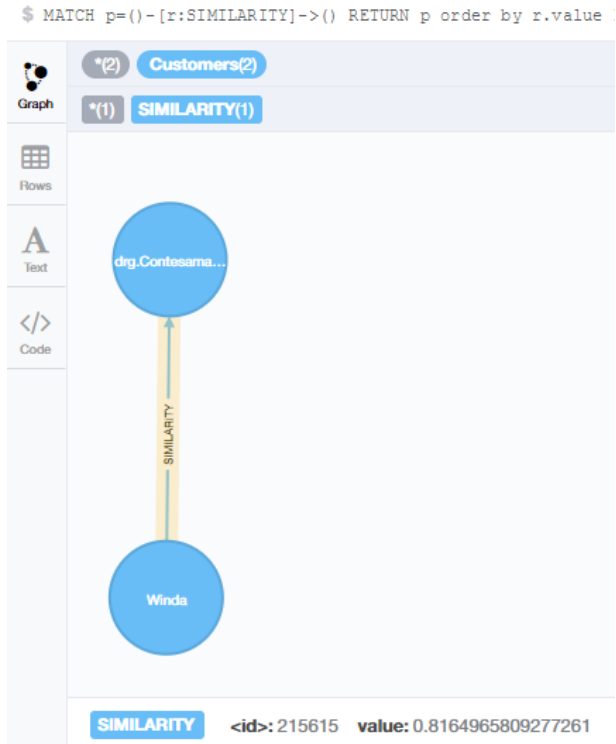 $ MATCH p=()-[r:SIMILARITY]->() RETURN p order by r.value
*(2) Customers(2)
Graph
*(1) SIMILARITY(1)
Rows
Text
Code
drg.Contesama...
SIMILARITY
Winda
SIMILARITY <id>: 215615 value: 0.8164965809277261